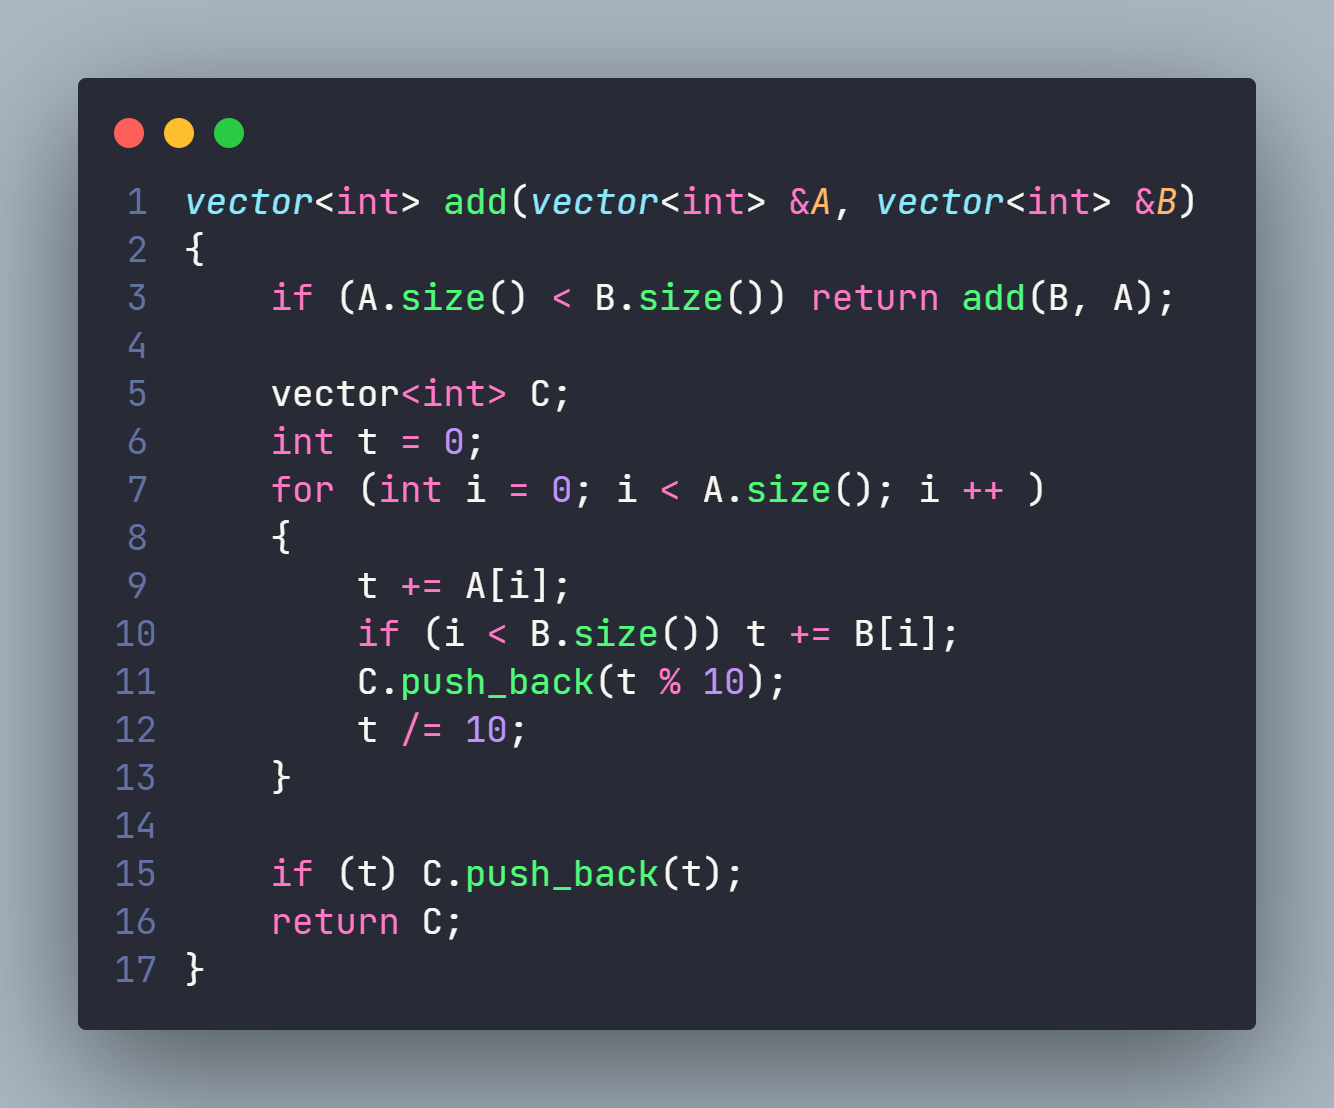 1 vector<int> add(vector<int> &A, vector<int> &B)
2 {
3     if (A.size() < B.size()) return add(B, A);
4
5     vector<int> C;
6     int t = 0;
7     for (int i = 0; i < A.size(); i ++ )
8     {
9         t += A[i];
10         if (i < B.size()) t += B[i];
11         C.push_back(t % 10);
12         t /= 10;
13     }
14
15     if (t) C.push_back(t);
16     return C;
17 }